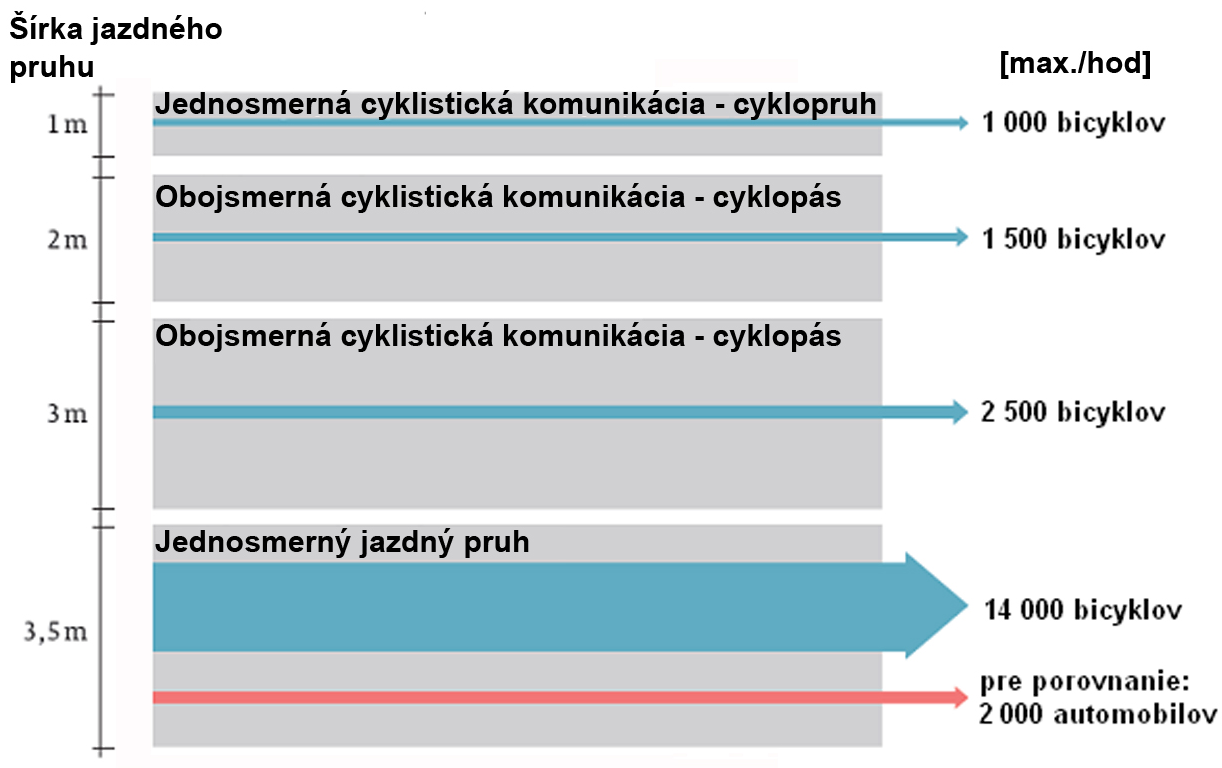 Šírka jazdného
pruhu
[max./hod]
Jednosmerná cyklistická komunikácia - cyklopruh
1 m
1 000 bicyklov
Obojsmerná cyklistická komunikácia - cyklopás
2 m
1 500 bicyklov
Obojsmerná cyklistická komunikácia - cyklopás
3 m
2 500 bicyklov
Jednosmerný jazdný pruh
3,5 m
14 000 bicyklov
pre porovnanie:
2 000 automobilov